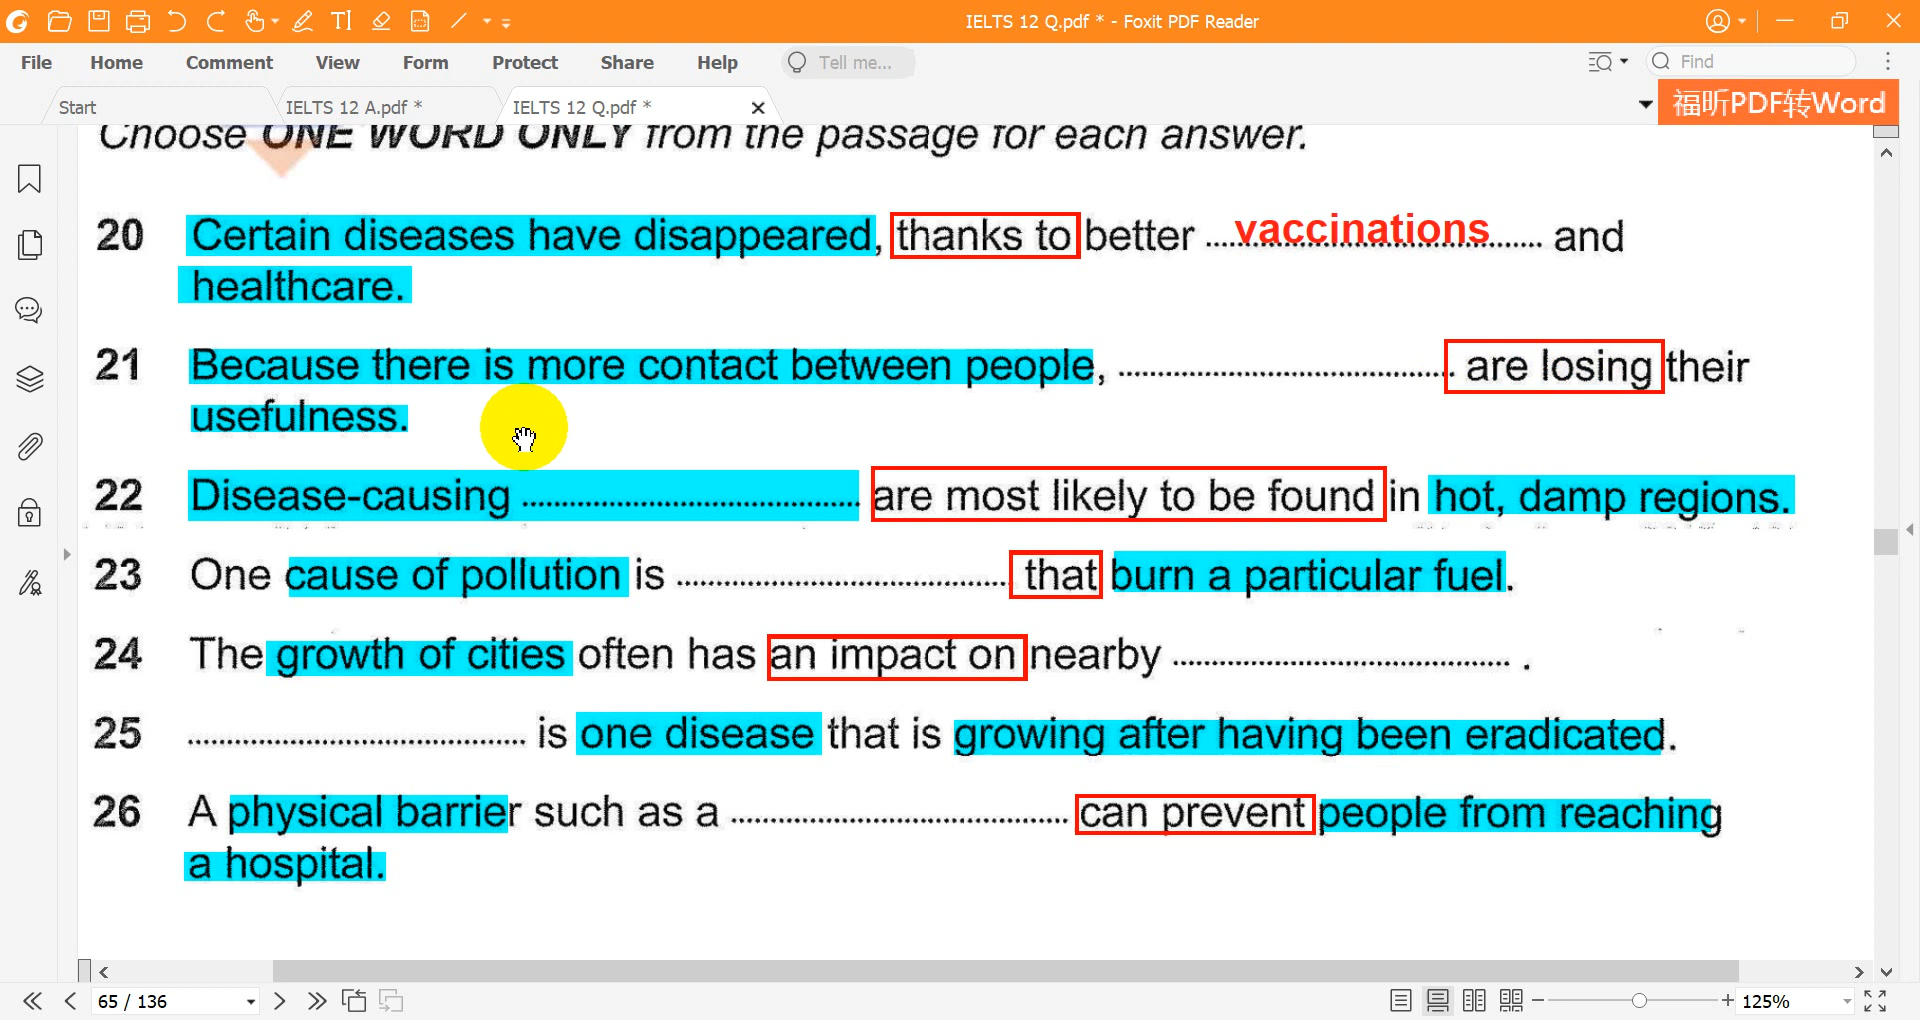 IELTS 12 Q.pdf * - Foxit PDF Reader
File Home Comment View Form Protect Share Help Tell me... Find
Start IELTS 12 A.pdf * IELTS 12 Q.pdf * 福昕PDF转Word
Choose ONE WORD ONLY from the passage for each answer.
20 Certain diseases have disappeared, thanks to better ..........vaccinations.......... and
healthcare.
21 Because there is more contact between people, .................... are losing their
usefulness.
22 Disease-causing .................... are most likely to be found in hot, damp regions.
23 One cause of pollution is .................... that burn a particular fuel.
24 The growth of cities often has an impact on nearby .................... .
25 .................... is one disease that is growing after having been eradicated.
26 A physical barrier such as a .................... can prevent people from reaching
a hospital.
65 / 136 125%